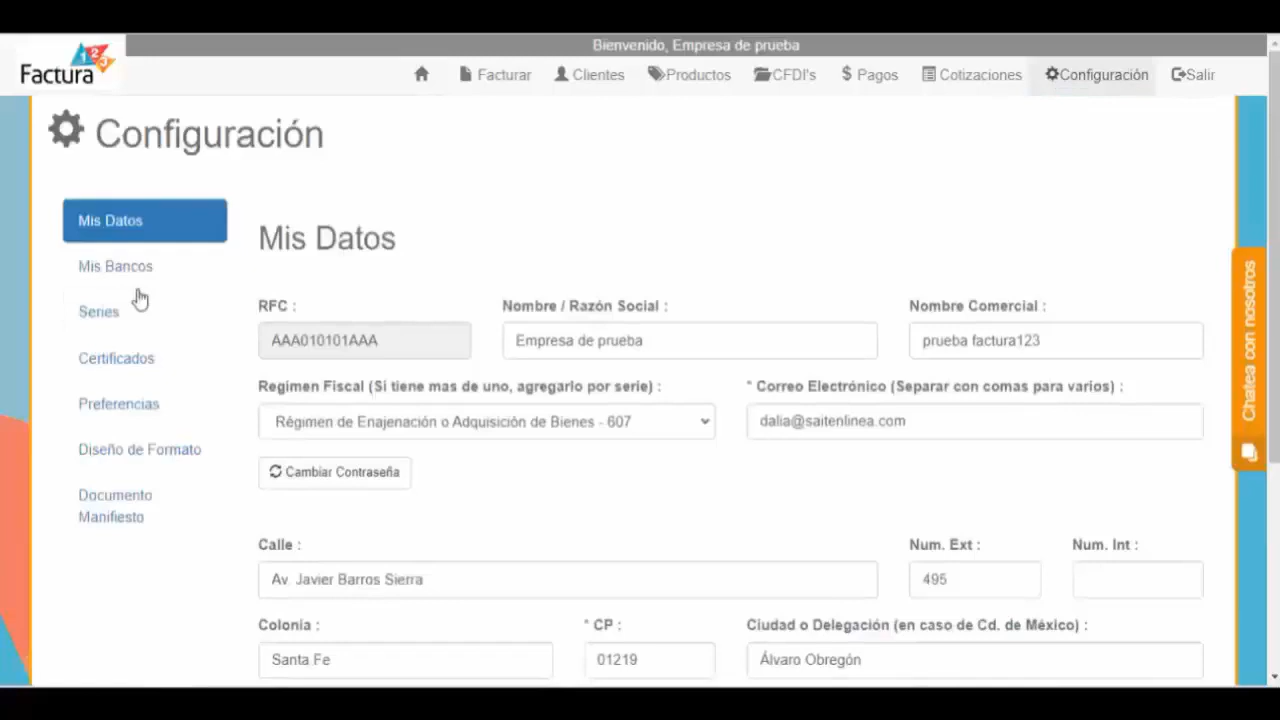 Bienvenido, Empresa de prueba
Factura 123
Facturar
Clientes
Productos
CFDI's
$ Pagos
Cotizaciones
Configuración
Salir
Configuración
Mis Datos
Mis Bancos
Series
Certificados
Preferencias
Diseño de Formato
Documento
Manifiesto
Mis Datos
RFC :
Nombre / Razón Social :
Nombre Comercial :
AAA010101AAA
Empresa de prueba
prueba factura123
Regimen Fiscal (Si tiene mas de uno, agregarlo por serie) :
* Correo Electrónico (Separar con comas para varios) :
Régimen de Enajenación o Adquisición de Bienes - 607
dalia@saitenlinea.com
Cambiar Contraseña
Calle :
Num. Ext :
Num. Int :
Av. Javier Barros Sierra
495
Colonia :
* CP :
Ciudad o Delegación (en caso de Cd. de México) :
Santa Fe
01219
Álvaro Obregón
Chatea con nosotros